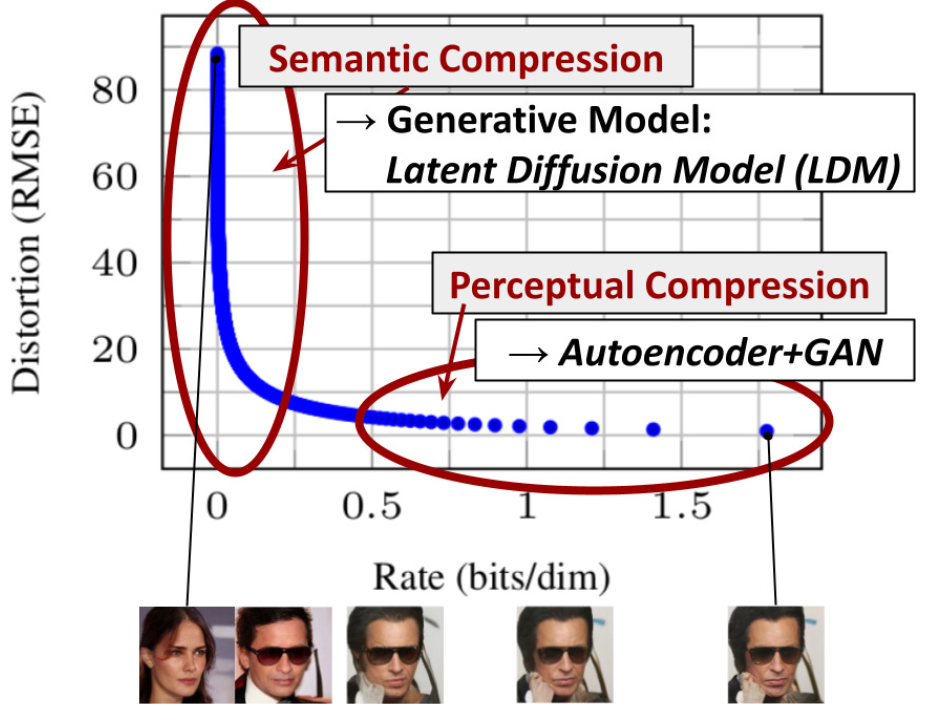 Semantic Compression
→ Generative Model:
Latent Diffusion Model (LDM)
Perceptual Compression
→ Autoencoder+GAN
Distortion (RMSE)
80
60
40
20
0
0 0.5 1 1.5
Rate (bits/dim)